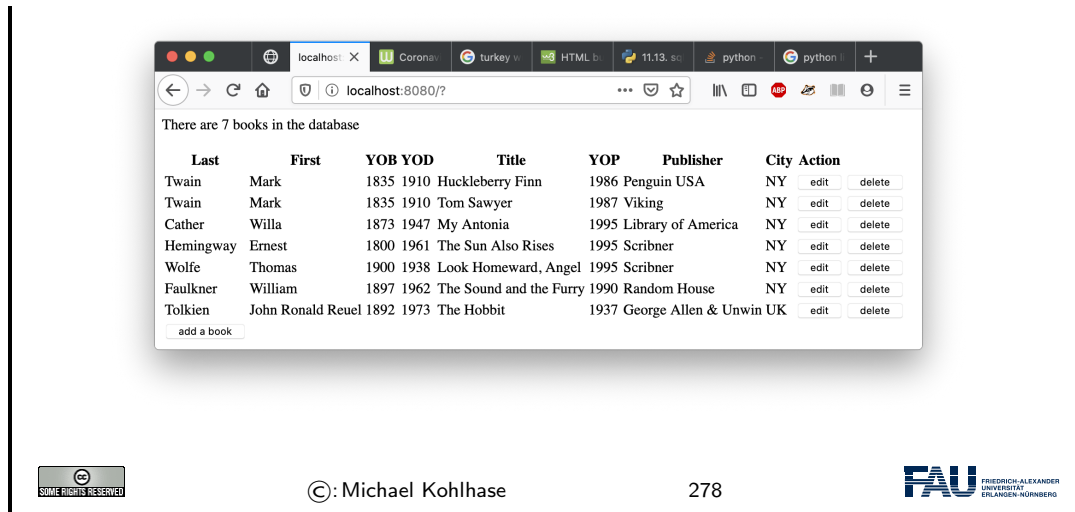 localhost: Coronav turkey w HTML bu 11.13. sq python - python li
localhost:8080/?
ABP
There are 7 books in the database
Last First YOB YOD Title YOP Publisher City Action
Twain Mark 1835 1910 Huckleberry Finn 1986 Penguin USA NY edit delete
Twain Mark 1835 1910 Tom Sawyer 1987 Viking NY edit delete
Cather Willa 1873 1947 My Antonia 1995 Library of America NY edit delete
Hemingway Ernest 1800 1961 The Sun Also Rises 1995 Scribner NY edit delete
Wolfe Thomas 1900 1938 Look Homeward, Angel 1995 Scribner NY edit delete
Faulkner William 1897 1962 The Sound and the Furry 1990 Random House NY edit delete
Tolkien John Ronald Reuel 1892 1973 The Hobbit 1937 George Allen & Unwin UK edit delete
add a book
cc
SOME RIGHTS RESERVED
©: Michael Kohlhase 278
FAU
FRIEDRICH-ALEXANDER
UNIVERSITÄT
ERLANGEN-NÜRNBERG